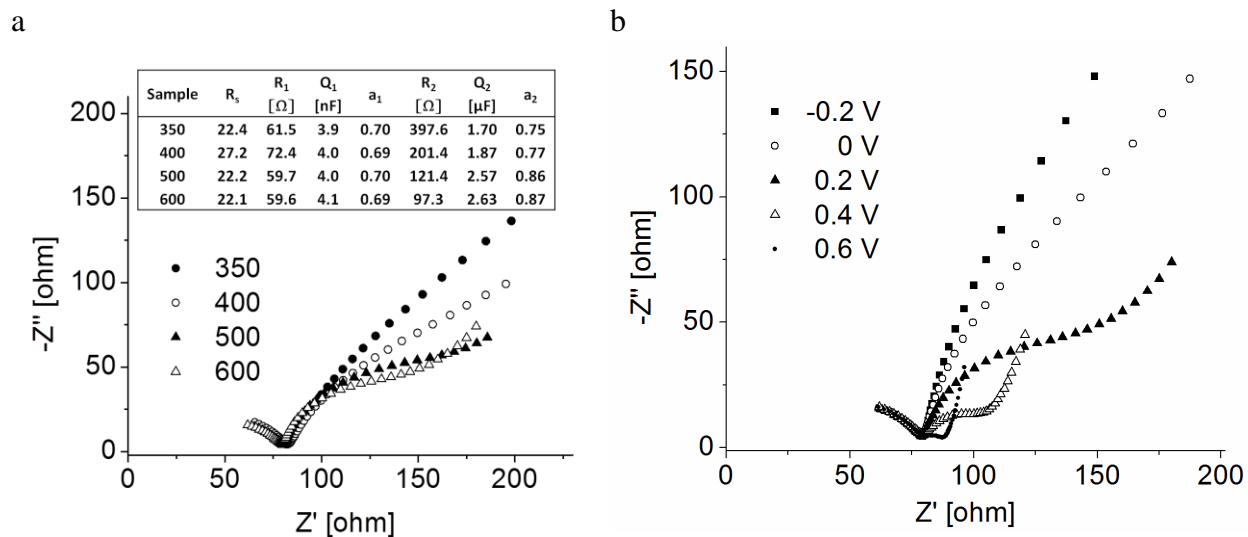 a
200
150
100
50
0
-Z" [ohm]
Sample Rs R1 [Ω] Q1 [nF] a1 R2 [Ω] Q2 [µF] a2
350 22.4 61.5 3.9 0.70 397.6 1.70 0.75
400 27.2 72.4 4.0 0.69 201.4 1.87 0.77
500 22.2 59.7 4.0 0.70 121.4 2.57 0.86
600 22.1 59.6 4.1 0.69 97.3 2.63 0.87
350
400
500
600
0 50 100 150 200
Z' [ohm]
b
150
100
50
0
-Z" [ohm]
-0.2 V
0 V
0.2 V
0.4 V
0.6 V
0 50 100 150 200
Z' [ohm]